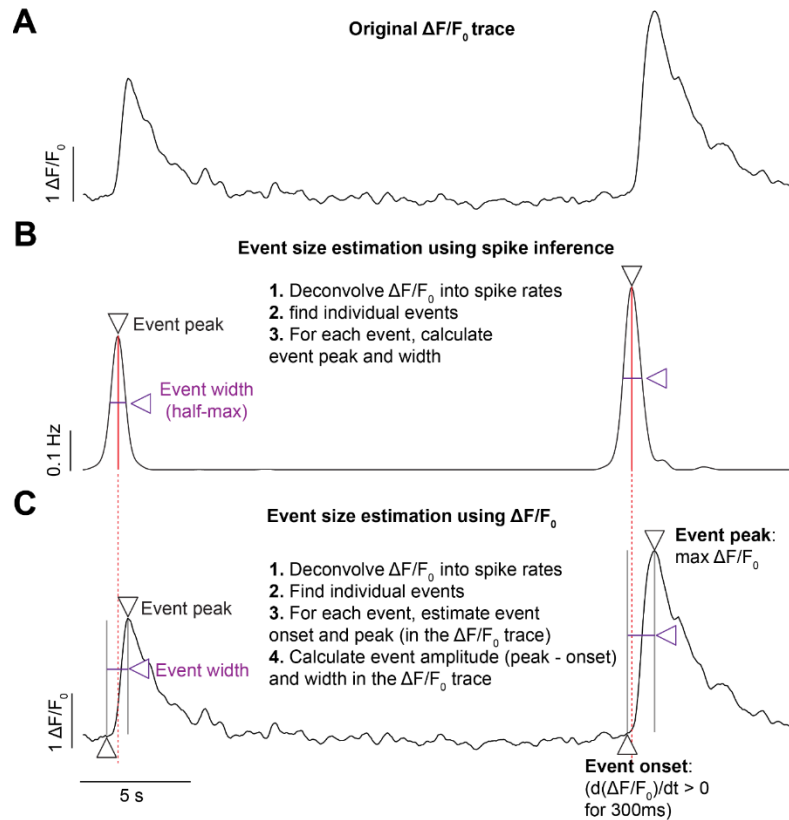 A
Original ΔF/F₀ trace
1 ΔF/F₀
B
Event size estimation using spike inference
1. Deconvolve ΔF/F₀ into spike rates
2. find individual events
3. For each event, calculate
event peak and width
Event peak
Event width
(half-max)
0.1 Hz
C
Event size estimation using ΔF/F₀
Event peak:
max ΔF/F₀
1. Deconvolve ΔF/F₀ into spike rates
2. Find individual events
3. For each event, estimate event
onset and peak (in the ΔF/F₀ trace)
4. Calculate event amplitude (peak - onset)
and width in the ΔF/F₀ trace
Event peak
Event width
1 ΔF/F₀
5 s
Event onset:
(d(ΔF/F₀)/dt > 0
for 300ms)